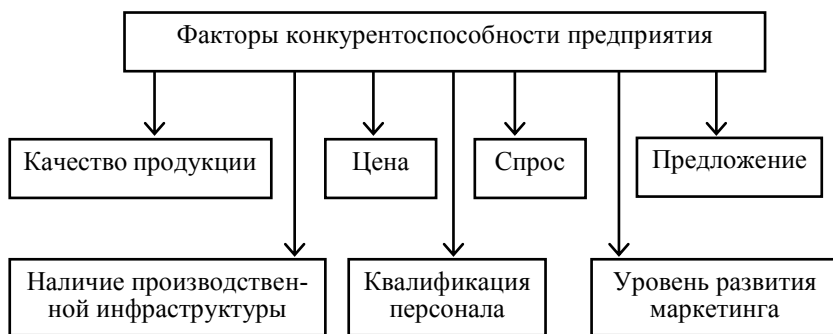 Факторы конкурентоспособности предприятия
Качество продукции
Цена
Спрос
Предложение
Наличие производствен-
ной инфраструктуры
Квалификация
персонала
Уровень развития
маркетинга